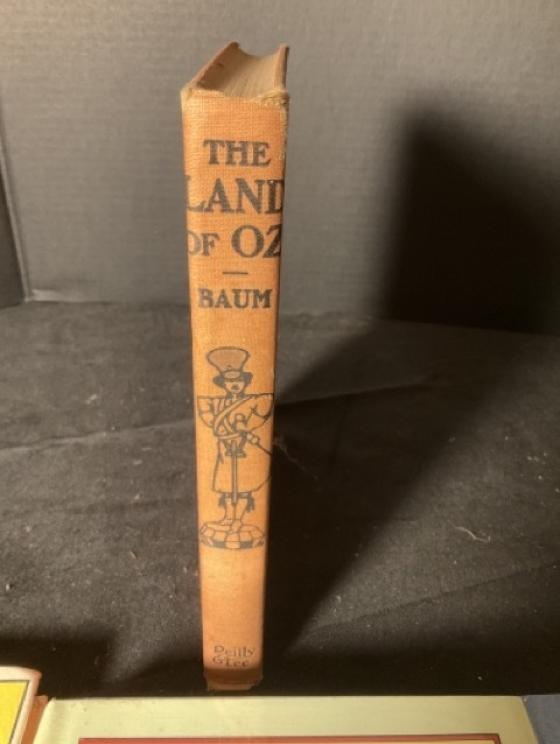 THE
LAND
OF OZ
BAUM
Reilly
& Lee